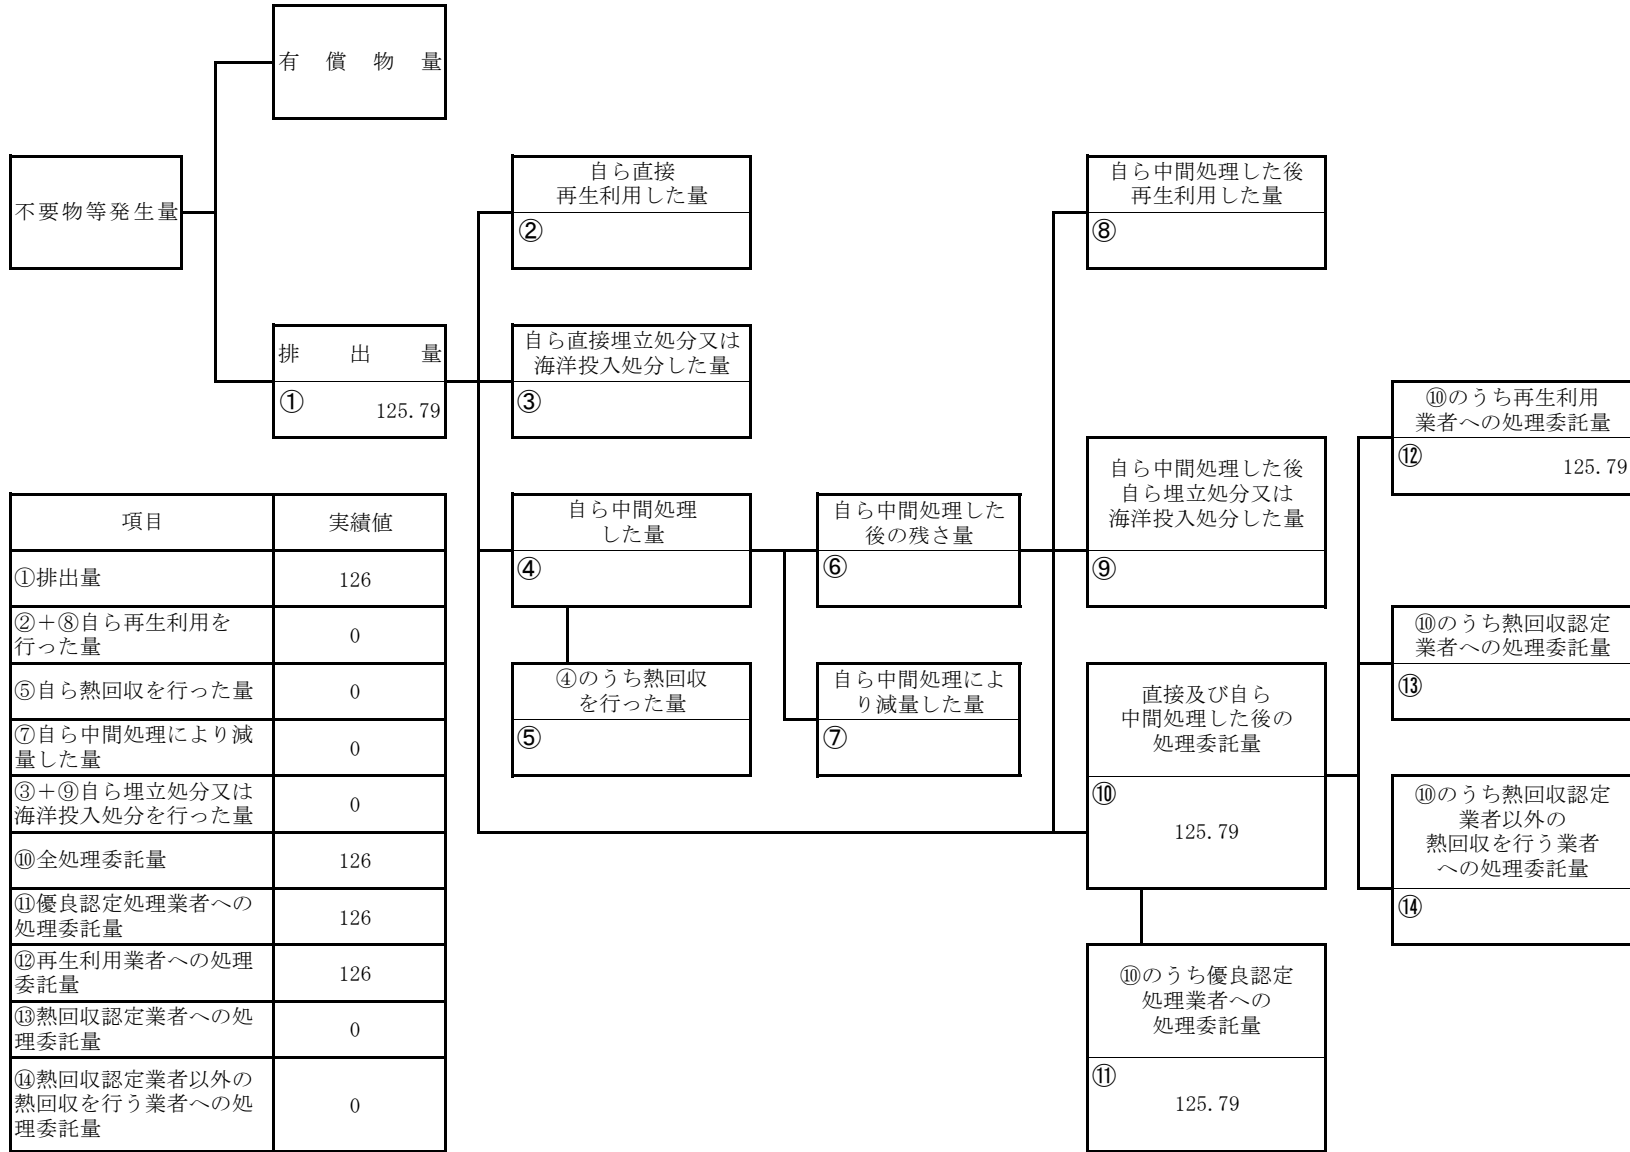 有償物量
不要物等発生量
自ら直接
再生利用した量
②
自ら中間処理した後
再生利用した量
⑧
排出量
① 125.79
自ら直接埋立処分又は
海洋投入処分した量
③
⑩のうち再生利用
業者への処理委託量
⑫ 125.79
自ら中間処理した後
自ら埋立処分又は
海洋投入処分した量
⑨
自ら中間処理
した量
④
自ら中間処理した
後の残さ量
⑥
④のうち熱回収
を行った量
⑤
自ら中間処理によ
り減量した量
⑦
直接及び自ら
中間処理した後の
処理委託量
⑩
125.79
⑩のうち熱回収認定
業者への処理委託量
⑬
⑩のうち熱回収認定
業者以外の
熱回収を行う業者
への処理委託量
⑭
⑩のうち優良認定
処理業者への
処理委託量
⑪
125.79
項目 実績値
①排出量 126
②+⑧自ら再生利用を
行った量 0
⑤自ら熱回収を行った量 0
⑦自ら中間処理により減
量した量 0
③+⑨自ら埋立処分又は
海洋投入処分を行った量 0
⑩全処理委託量 126
⑪優良認定処理業者への
処理委託量 126
⑫再生利用業者への処理
委託量 126
⑬熱回収認定業者への処
理委託量 0
⑭熱回収認定業者以外の
熱回収を行う業者への処
理委託量 0